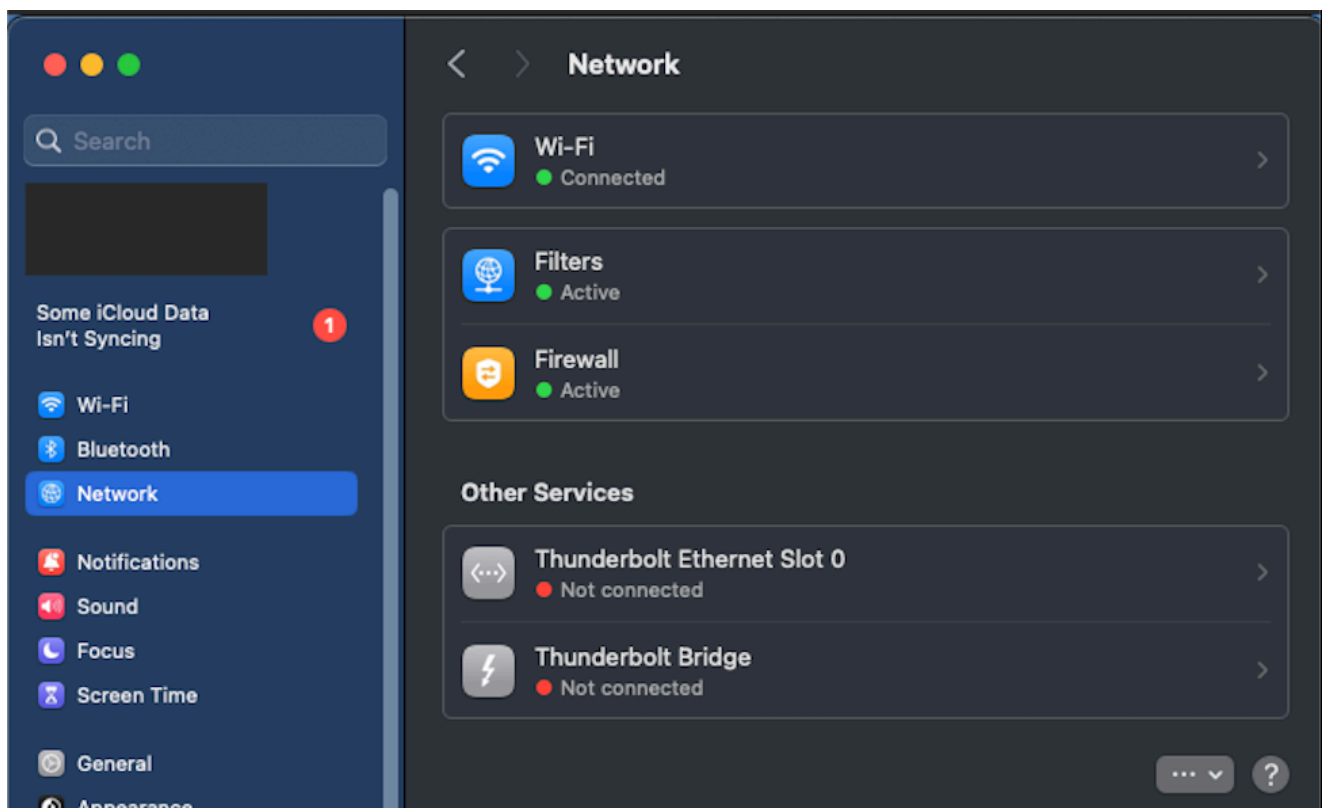 Search
Some iCloud Data
Isn't Syncing
1
Wi-Fi
Bluetooth
Network
Notifications
Sound
Focus
Screen Time
General
Appearance
Network
Wi-Fi
Connected
Filters
Active
Firewall
Active
Other Services
Thunderbolt Ethernet Slot 0
Not connected
Thunderbolt Bridge
Not connected
?